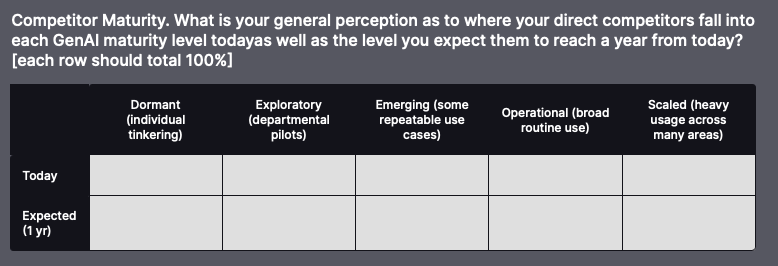 Competitor Maturity. What is your general perception as to where your direct competitors fall into
each GenAI maturity level todayas well as the level you expect them to reach a year from today?
[each row should total 100%]
Dormant
(individual
tinkering)
Exploratory
(departmental
pilots)
Emerging (some
repeatable use
cases)
Operational (broad
routine use)
Scaled (heavy
usage across
many areas)
Today
Expected
(1 yr)